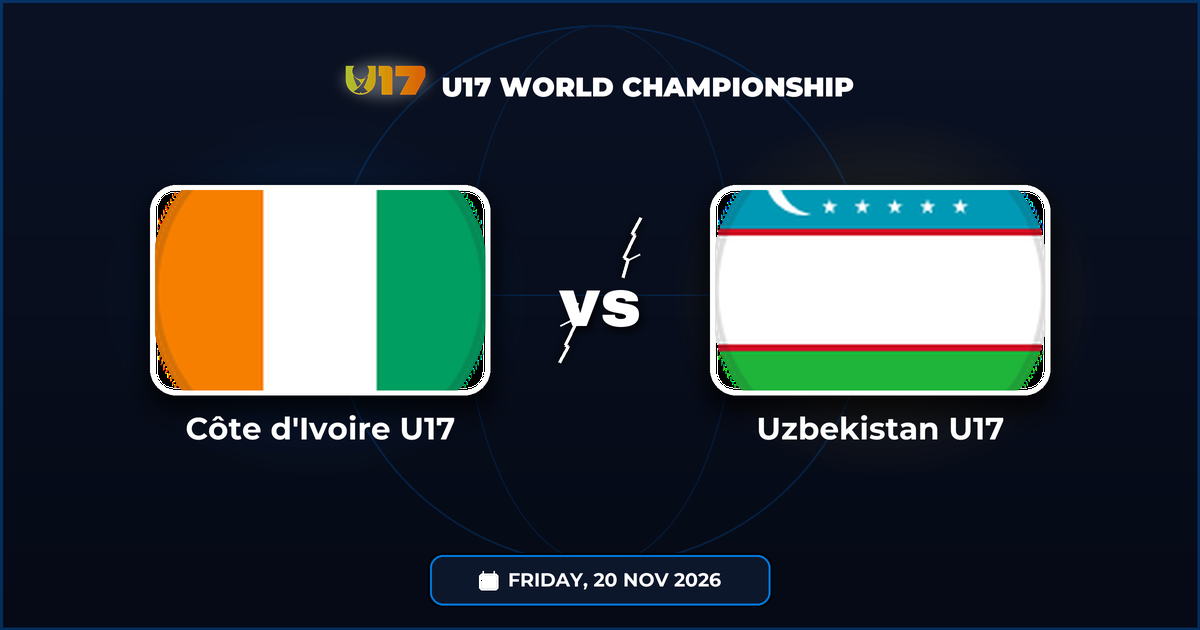 U17 U17 WORLD CHAMPIONSHIP
VS
Côte d'Ivoire U17
Uzbekistan U17
FRIDAY, 20 NOV 2026